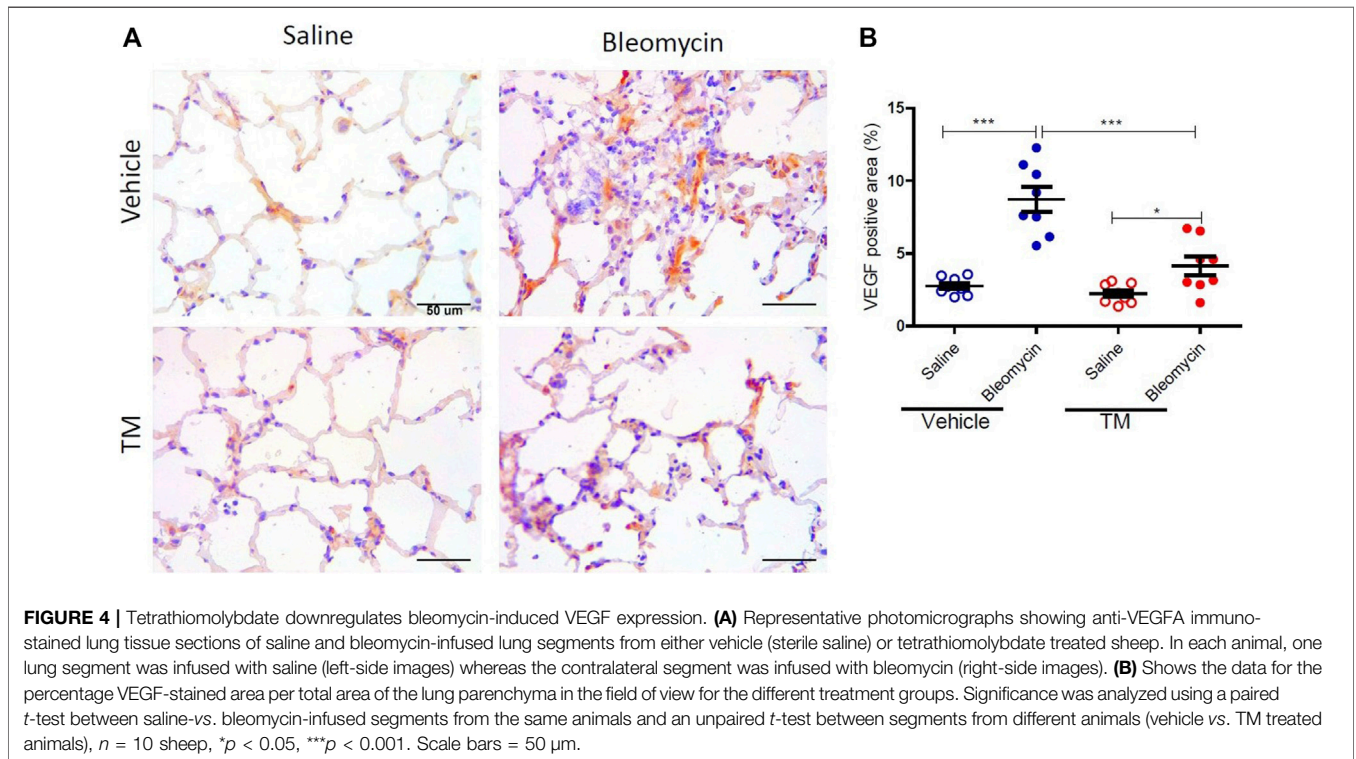 A
Saline
Bleomycin
Vehicle
50 um
TM
B
VEGF positive area (%)
15
10
5
0
***
***
*
Saline
Bleomycin
Saline
Bleomycin
Vehicle
TM
FIGURE 4 | Tetrathiomolybdate downregulates bleomycin-induced VEGF expression. (A) Representative photomicrographs showing anti-VEGFA immuno-
stained lung tissue sections of saline and bleomycin-infused lung segments from either vehicle (sterile saline) or tetrathiomolybdate treated sheep. In each animal, one
lung segment was infused with saline (left-side images) whereas the contralateral segment was infused with bleomycin (right-side images). (B) Shows the data for the
percentage VEGF-stained area per total area of the lung parenchyma in the field of view for the different treatment groups. Significance was analyzed using a paired
t-test between saline-vs. bleomycin-infused segments from the same animals and an unpaired t-test between segments from different animals (vehicle vs. TM treated
animals), n = 10 sheep, *p < 0.05, ***p < 0.001. Scale bars = 50 µm.